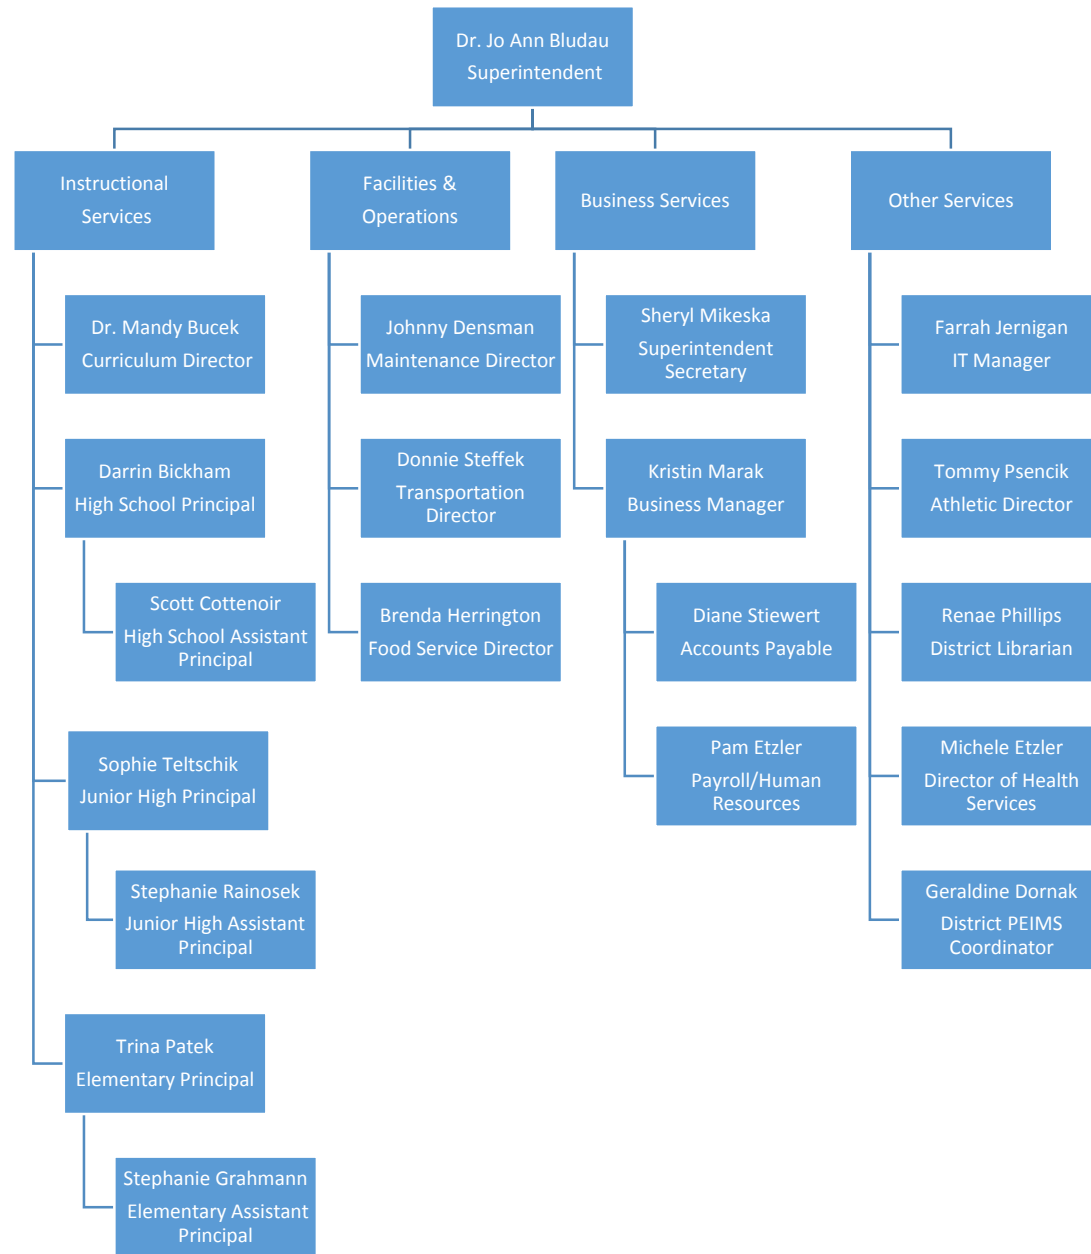 Dr. Jo Ann Bludau
Superintendent
Instructional
Services
Dr. Mandy Bucek
Curriculum Director
Darrin Bickham
High School Principal
Scott Cottenoir
High School Assistant
Principal
Sophie Teltschik
Junior High Principal
Stephanie Rainosek
Junior High Assistant
Principal
Trina Patek
Elementary Principal
Stephanie Grahmann
Elementary Assistant
Principal
Facilities &
Operations
Johnny Densman
Maintenance Director
Donnie Steffek
Transportation
Director
Brenda Herrington
Food Service Director
Business Services
Sheryl Mikeska
Superintendent
Secretary
Kristin Marak
Business Manager
Diane Stiewert
Accounts Payable
Pam Etzler
Payroll/Human
Resources
Other Services
Farrah Jernigan
IT Manager
Tommy Psencik
Athletic Director
Renae Phillips
District Librarian
Michele Etzler
Director of Health
Services
Geraldine Dornak
District PEIMS
Coordinator